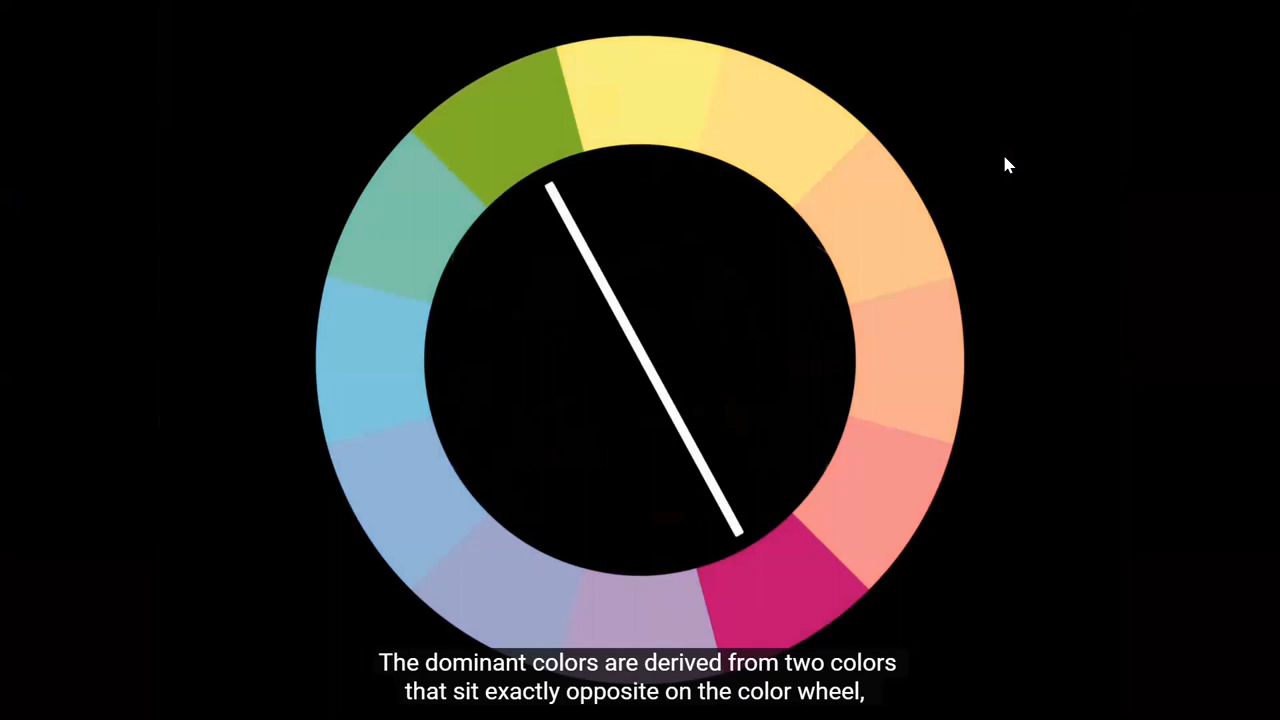 The dominant colors are derived from two colors
that sit exactly opposite on the color wheel,